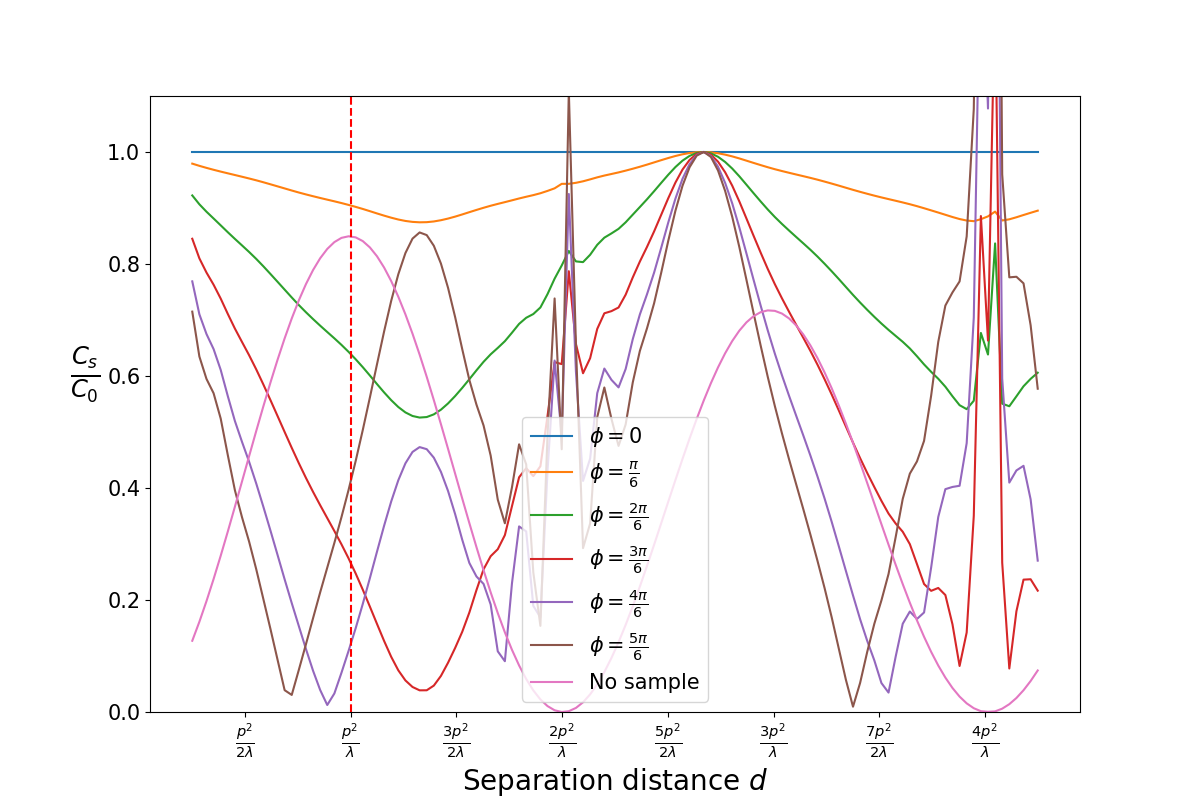 1.0
0.8
0.6
0.4
0.2
0.0
C_s/C_0
ϕ = 0
ϕ = π/6
ϕ = 2π/6
ϕ = 3π/6
ϕ = 4π/6
ϕ = 5π/6
No sample
p²/2λ p²/λ 3p²/2λ 2p²/λ 5p²/2λ 3p²/λ 7p²/2λ 4p²/λ
Separation distance d